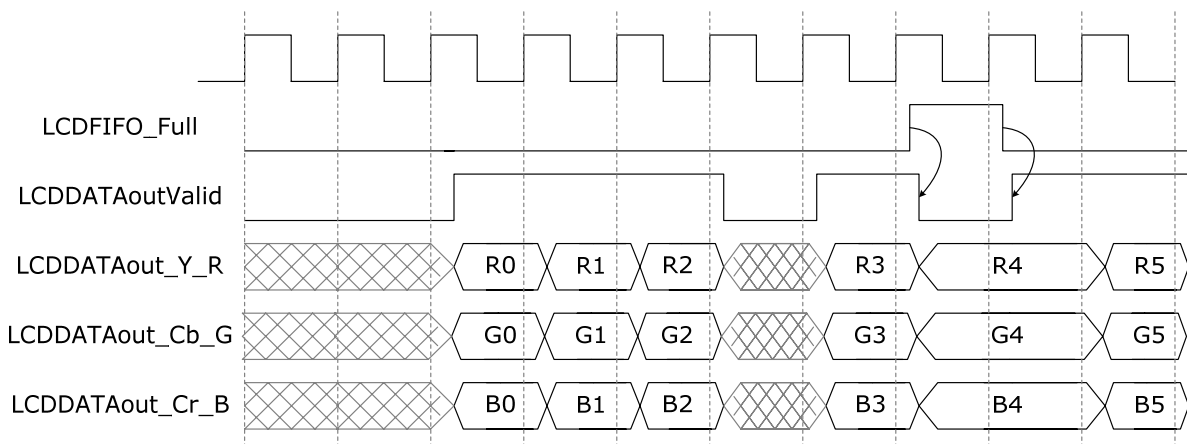 LCDFIFO_Full
LCDDATAoutValid
LCDDATAout_Y_R R0 R1 R2 R3 R4 R5
LCDDATAout_Cb_G G0 G1 G2 G3 G4 G5
LCDDATAout_Cr_B B0 B1 B2 B3 B4 B5